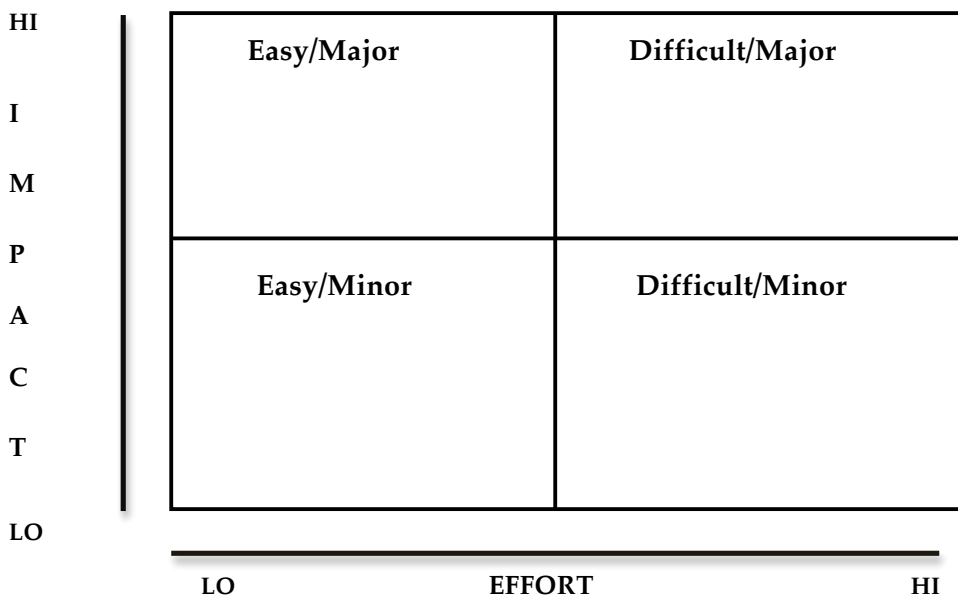 HI
Easy/Major
Difficult/Major
I
M
P
A
C
T
Easy/Minor
Difficult/Minor
LO
LO
EFFORT
HI